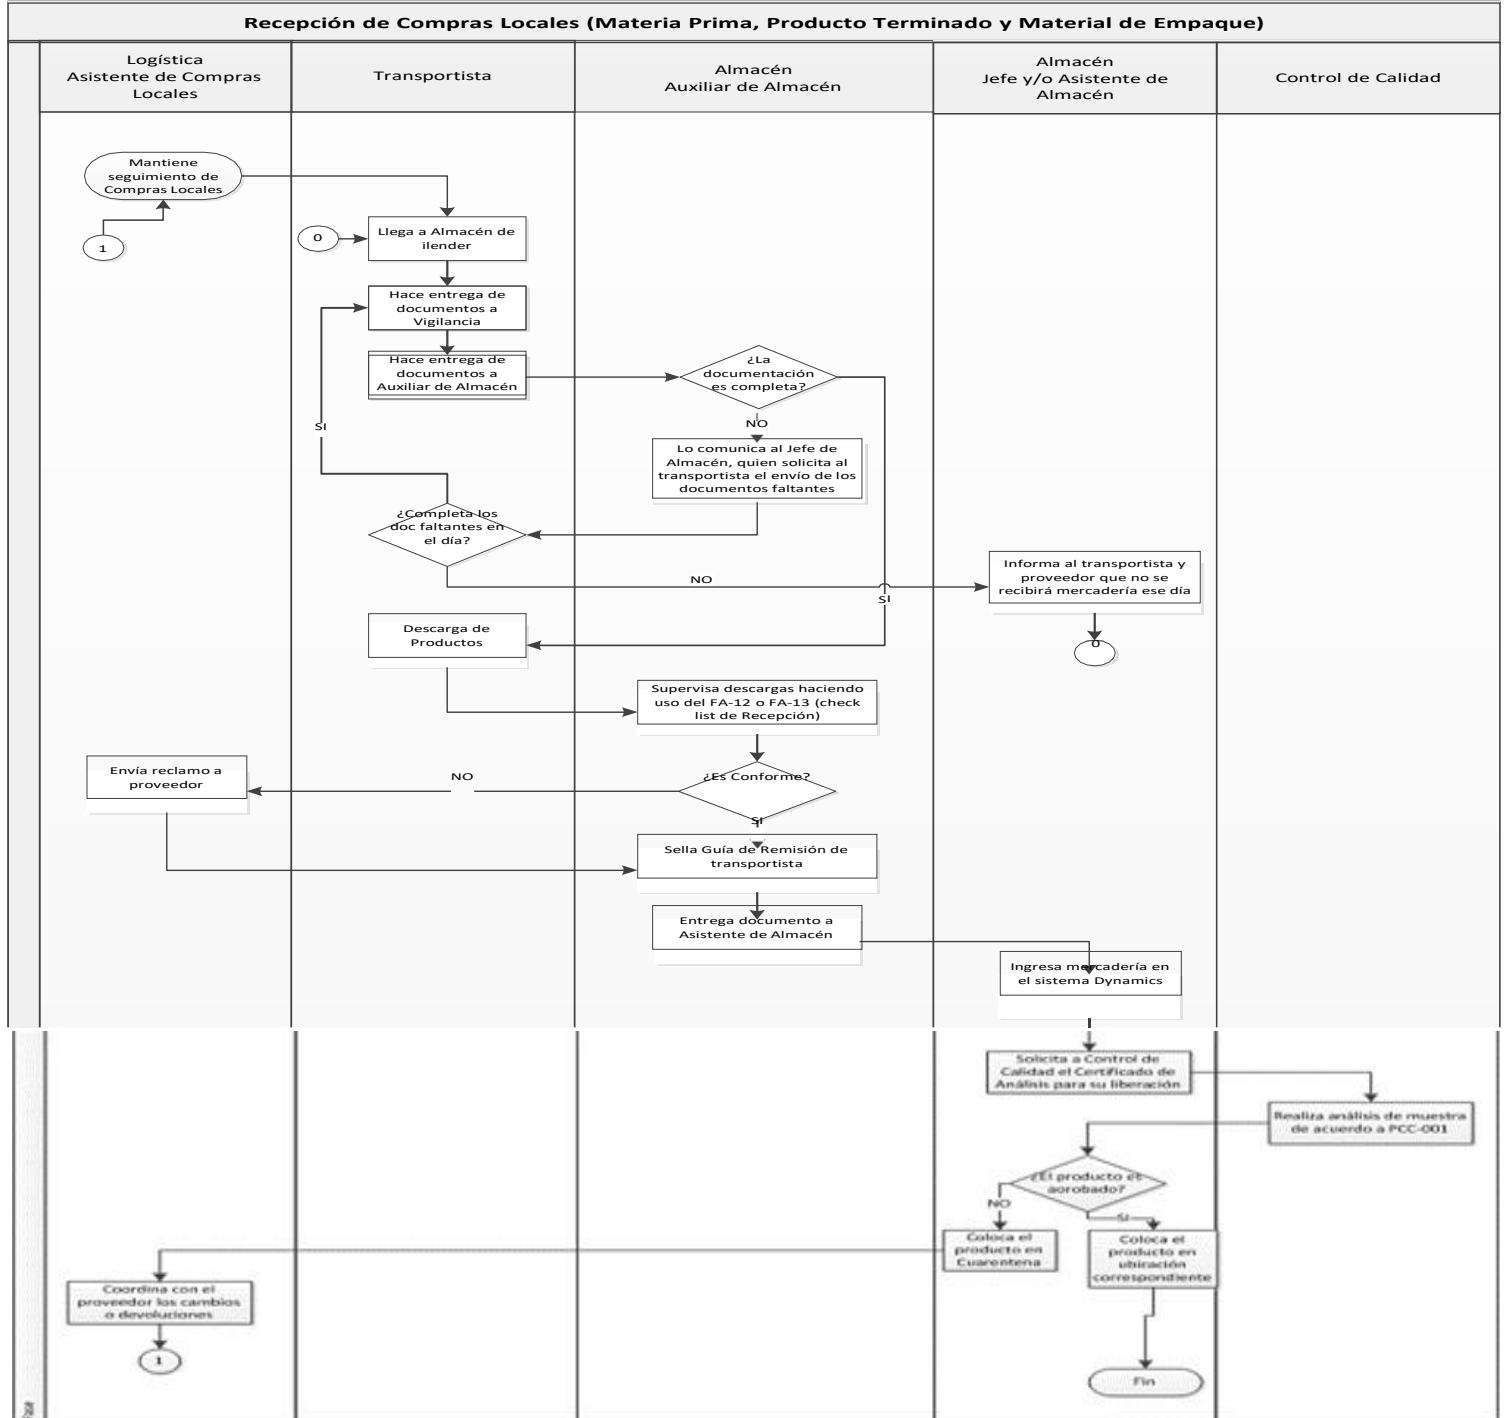 Recepción de Compras Locales (Materia Prima, Producto Terminado y Material de Empaque)
Logística
Asistente de Compras
Locales
Transportista
Almacén
Auxiliar de Almacén
Almacén
Jefe y/o Asistente de
Almacén
Control de Calidad
Mantiene
seguimiento de
Compras Locales
1
0
Llega a Almacén de
ilender
Hace entrega de
documentos a
Vigilancia
Hace entrega de
documentos a
Auxiliar de Almacén
¿La
documentación
es completa?
NO
SI
Lo comunica al Jefe de
Almacén, quien solicita al
transportista el envío de los
documentos faltantes
¿Completa los
doc faltantes en
el día?
NO
SI
Informa al transportista y
proveedor que no se
recibirá mercadería ese día
0
Descarga de
Productos
Supervisa descargas haciendo
uso del FA-12 o FA-13 (check
list de Recepción)
¿Es Conforme?
NO
Envía reclamo a
proveedor
SI
Sella Guía de Remisión de
transportista
Entrega documento a
Asistente de Almacén
Ingresa mercadería en
el sistema Dynamics
Solicita a Control de
Calidad el Certificado de
Análisis para su liberación
Realiza análisis de muestra
de acuerdo a PCC-001
¿El producto es
aprobado?
NO
SI
Coloca el
producto en
Cuarentena
Coloca el
producto en
ubicación
correspondiente
Coordina con el
proveedor los cambios
o devoluciones
1
Fin